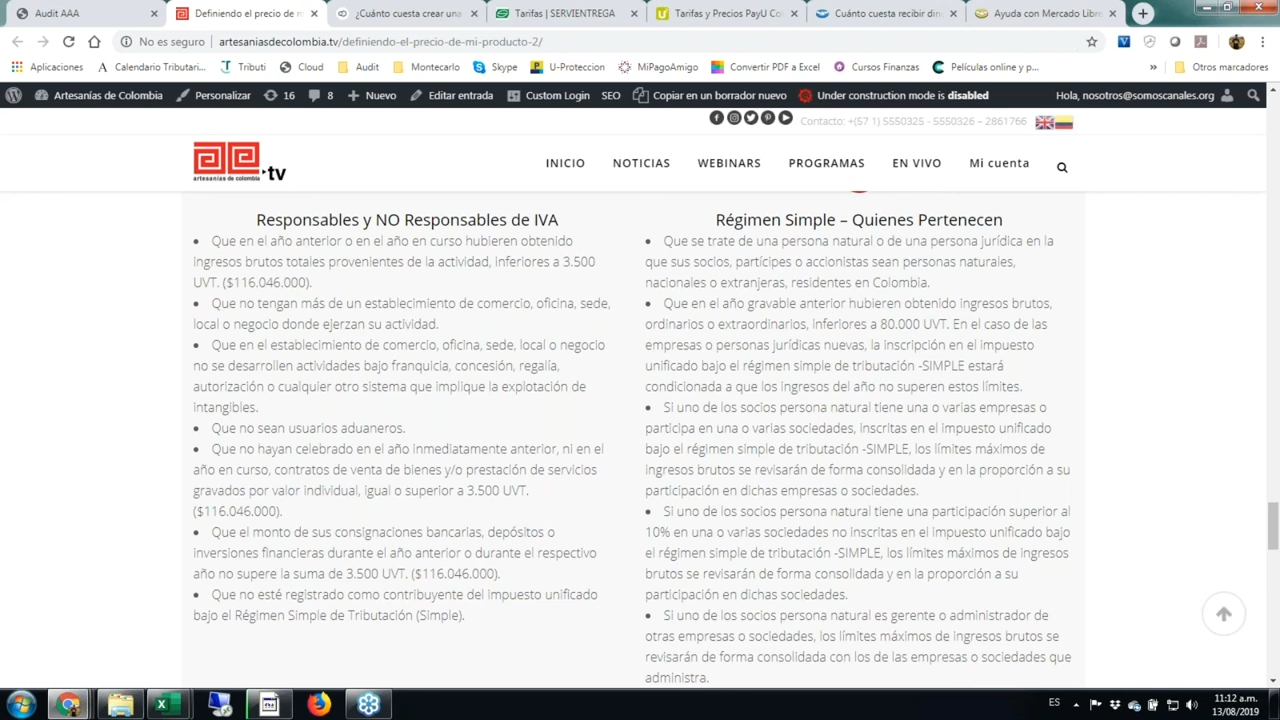 Audit AAA
Definiendo el precio de m
¿Cuánto cuesta crear una
Tarifas | SERVIENTREGA
Tarifas y Precios PayU Co
Cuánto cuesta recibir din
Ayuda con Mercado Libre
No es seguro
artesaniasdecolombia.tv/definiendo-el-precio-de-mi-producto-2/
Aplicaciones
Calendario Tributari...
Tributi
Cloud
Audit
Montecarlo
Skype
U-Proteccion
MiPagoAmigo
Convertir PDF a Excel
Cursos Finanzas
Películas online y p...
»
Otros marcadores
Artesanías de Colombia
Personalizar
16
8
Nuevo
Editar entrada
Custom Login
SEO
Copiar en un borrador nuevo
Under construction mode is disabled
Hola, nosotros@somoscanales.org
Contacto: +(57 1) 5550325 - 5550326 – 2861766
artesanías de colombia
tv
INICIO
NOTICIAS
WEBINARS
PROGRAMAS
EN VIVO
Mi cuenta
Responsables y NO Responsables de IVA
• Que en el año anterior o en el año en curso hubieren obtenido
ingresos brutos totales provenientes de la actividad, inferiores a 3.500
UVT. ($116.046.000).
• Que no tengan más de un establecimiento de comercio, oficina, sede,
local o negocio donde ejerzan su actividad.
• Que en el establecimiento de comercio, oficina, sede, local o negocio
no se desarrollen actividades bajo franquicia, concesión, regalía,
autorización o cualquier otro sistema que implique la explotación de
intangibles.
• Que no sean usuarios aduaneros.
• Que no hayan celebrado en el año inmediatamente anterior, ni en el
año en curso, contratos de venta de bienes y/o prestación de servicios
gravados por valor individual, igual o superior a 3.500 UVT.
($116.046.000).
• Que el monto de sus consignaciones bancarias, depósitos o
inversiones financieras durante el año anterior o durante el respectivo
año no supere la suma de 3.500 UVT. ($116.046.000).
• Que no esté registrado como contribuyente del impuesto unificado
bajo el Régimen Simple de Tributación (Simple).
Régimen Simple – Quienes Pertenecen
• Que se trate de una persona natural o de una persona jurídica en la
que sus socios, partícipes o accionistas sean personas naturales,
nacionales o extranjeras, residentes en Colombia.
• Que en el año gravable anterior hubieren obtenido ingresos brutos,
ordinarios o extraordinarios, inferiores a 80.000 UVT. En el caso de las
empresas o personas jurídicas nuevas, la inscripción en el impuesto
unificado bajo el régimen simple de tributación -SIMPLE estará
condicionada a que los ingresos del año no superen estos límites.
• Si uno de los socios persona natural tiene una o varias empresas o
participa en una o varias sociedades, inscritas en el impuesto unificado
bajo el régimen simple de tributación -SIMPLE, los límites máximos de
ingresos brutos se revisarán de forma consolidada y en la proporción a su
participación en dichas empresas o sociedades.
• Si uno de los socios persona natural tiene una participación superior al
10% en una o varias sociedades no inscritas en el impuesto unificado bajo
el régimen simple de tributación -SIMPLE, los límites máximos de ingresos
brutos se revisarán de forma consolidada y en la proporción a su
participación en dichas sociedades.
• Si uno de los socios persona natural es gerente o administrador de
otras empresas o sociedades, los límites máximos de ingresos brutos se
revisarán de forma consolidada con los de las empresas o sociedades que
administra.
ES
11:12 a.m.
13/08/2019